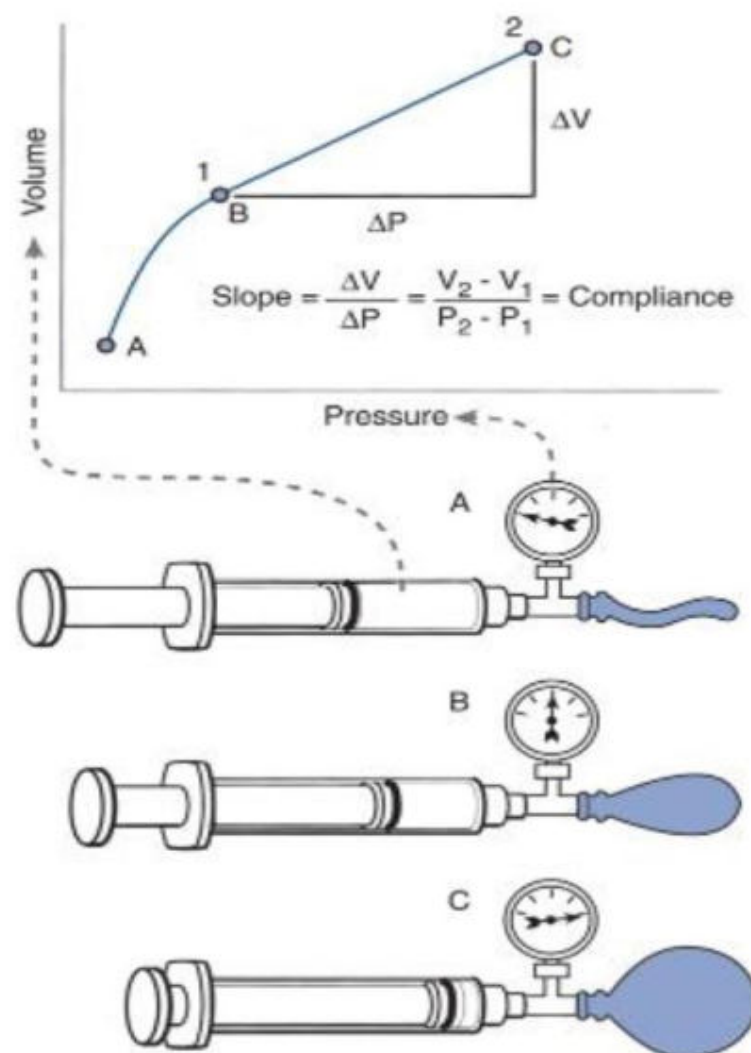 2
C
ΔV
1
B
ΔP
Volume
Slope = ΔV/ΔP = V₂ - V₁/P₂ - P₁ = Compliance
A
Pressure
A
B
C